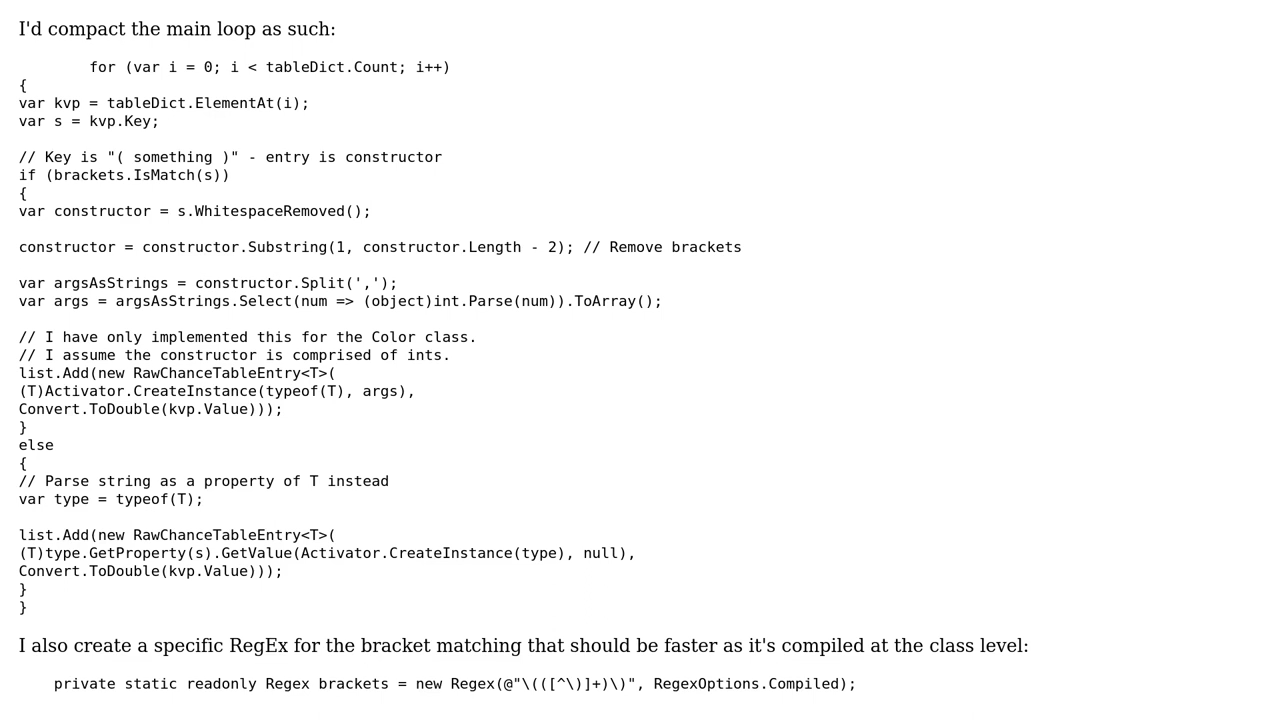 I'd compact the main loop as such:
        for (var i = 0; i < tableDict.Count; i++)
{
var kvp = tableDict.ElementAt(i);
var s = kvp.Key;
// Key is "( something )" - entry is constructor
if (brackets.IsMatch(s))
{
var constructor = s.WhitespaceRemoved();
constructor = constructor.Substring(1, constructor.Length - 2); // Remove brackets
var argsAsStrings = constructor.Split(',');
var args = argsAsStrings.Select(num => (object)int.Parse(num)).ToArray();
// I have only implemented this for the Color class.
// I assume the constructor is comprised of ints.
list.Add(new RawChanceTableEntry<T>(
(T)Activator.CreateInstance(typeof(T), args),
Convert.ToDouble(kvp.Value)));
}
else
{
// Parse string as a property of T instead
var type = typeof(T);
list.Add(new RawChanceTableEntry<T>(
(T)type.GetProperty(s).GetValue(Activator.CreateInstance(type), null),
Convert.ToDouble(kvp.Value)));
}
}
I also create a specific RegEx for the bracket matching that should be faster as it's compiled at the class level:
    private static readonly Regex brackets = new Regex(@"\(([^\)]+)\)", RegexOptions.Compiled);